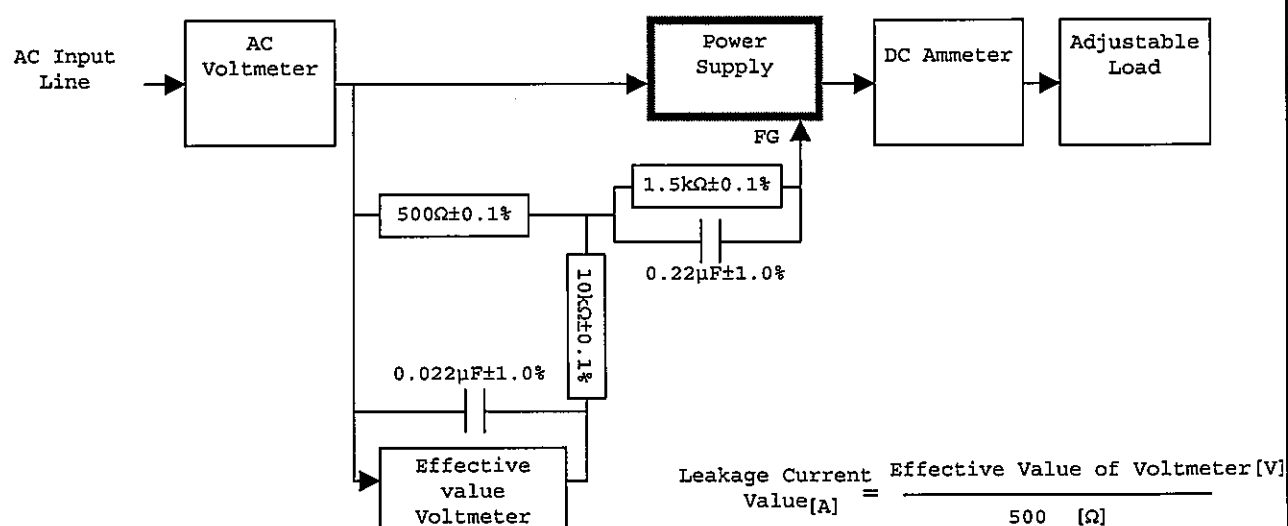 AC Input
Line
AC
Voltmeter
Power
Supply
DC Ammeter
Adjustable
Load
FG
1.5kΩ±0.1%
500Ω±0.1%
0.22µF±1.0%
10kΩ±0.1%
0.022µF±1.0%
Effective
value
Voltmeter
Leakage Current
Value[A]
=
Effective Value of Voltmeter[V]
500 [Ω]